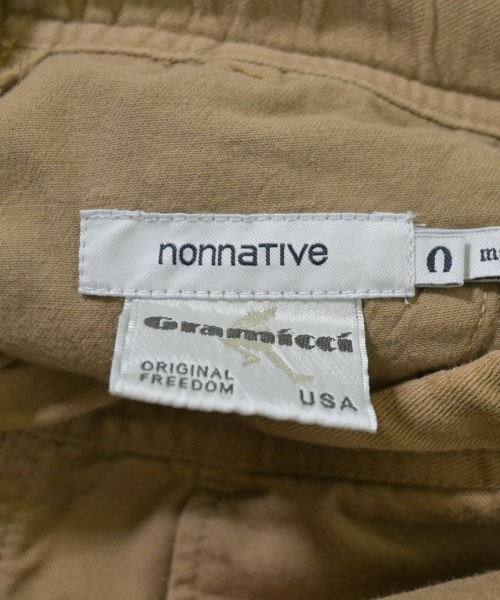 nonnative
0
Gramicci
ORIGINAL
FREEDOM
USA